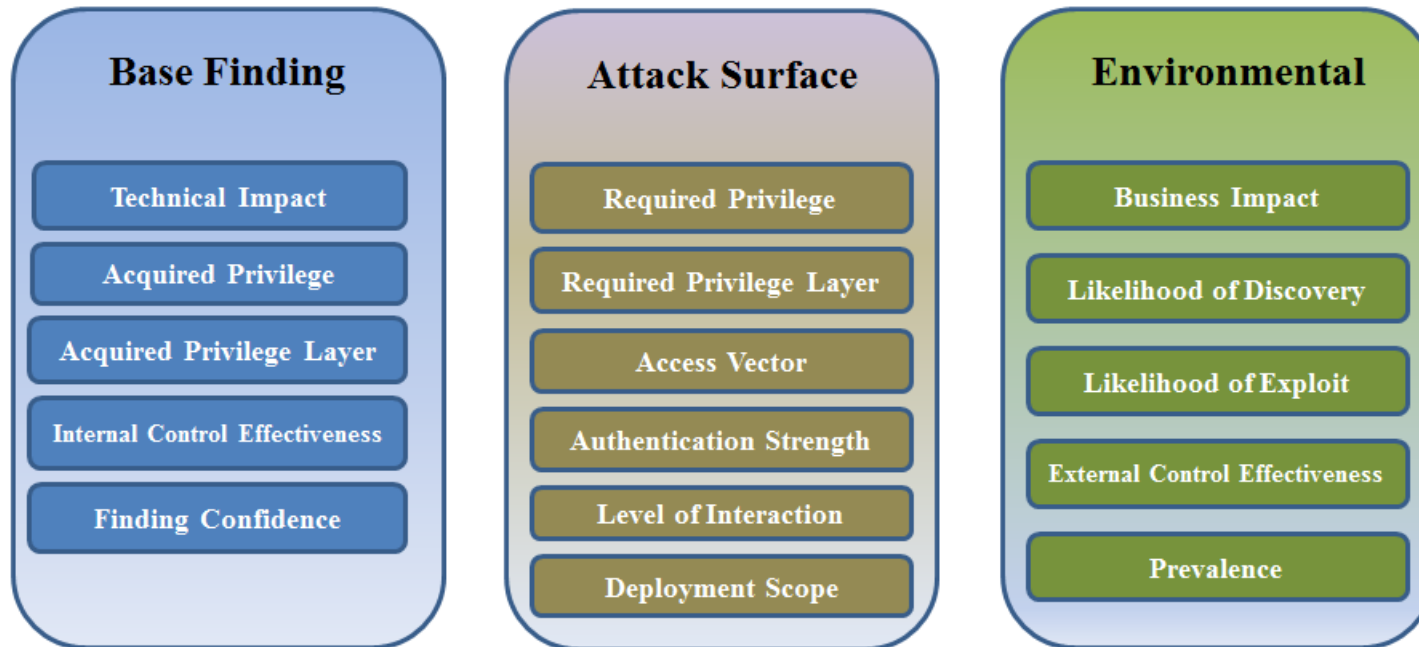 Base Finding
Technical Impact
Acquired Privilege
Acquired Privilege Layer
Internal Control Effectiveness
Finding Confidence
Attack Surface
Required Privilege
Required Privilege Layer
Access Vector
Authentication Strength
Level of Interaction
Deployment Scope
Environmental
Business Impact
Likelihood of Discovery
Likelihood of Exploit
External Control Effectiveness
Prevalence